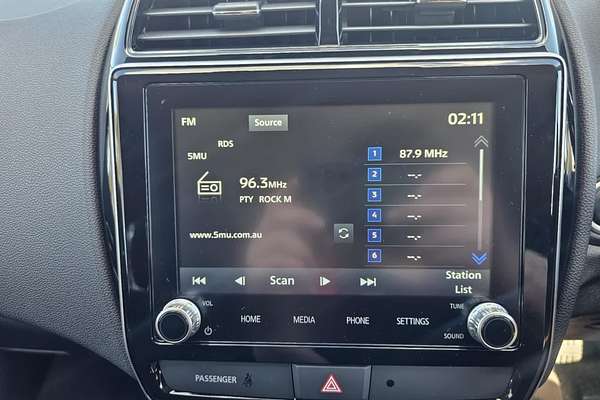 FM Source 02:11
RDS
5MU
96.3MHz
PTY ROCK M
www.5mu.com.au
1 87.9 MHz
2 --.-
3 --.-
4 --.-
5 --.-
6 --.-
Scan
Station
List
VOL
HOME MEDIA PHONE SETTINGS
TUNE
SOUND
PASSENGER